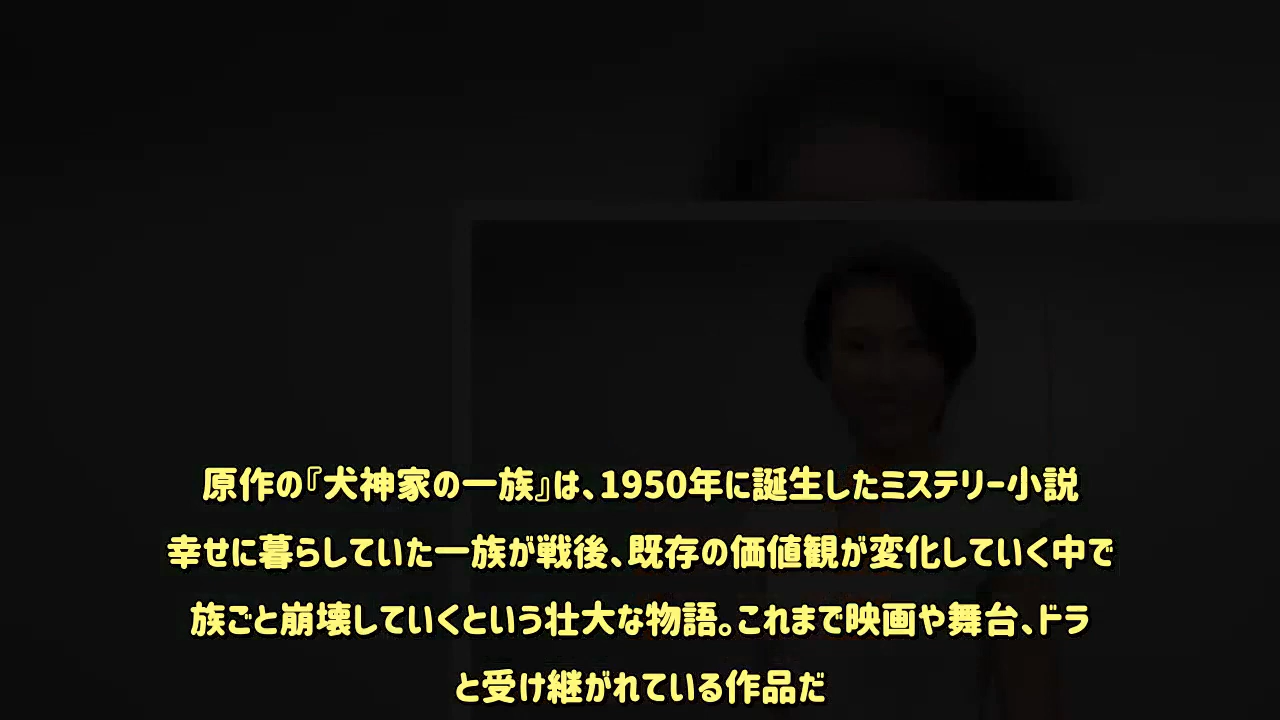 原作の『犬神家の一族』は、1950年に誕生したミステリー小説
幸せに暮らしていた一族が戦後、既存の価値観が変化していく中で
族ごと崩壊していくという壮大な物語。これまで映画や舞台、ドラ
と受け継がれている作品だ